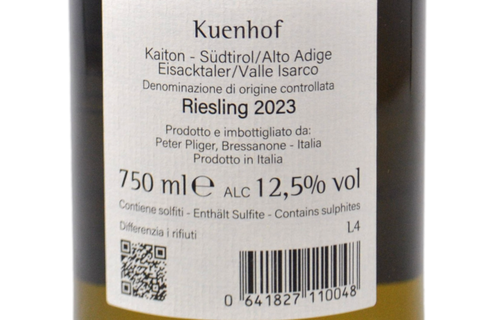 Kuenhof
Kaiton - Südtirol/Alto Adige
Eisacktaler/Valle Isarco
Denominazione di origine controllata
Riesling 2023
Prodotto e imbottigliato da:
Peter Pliger, Bressanone - Italia
Prodotto in Italia
750 ml℮ ALC 12,5% vol
Contiene solfiti - Enthält Sulfite - Contains sulphites
Differenzia i rifiuti
L4
0 641827 110048